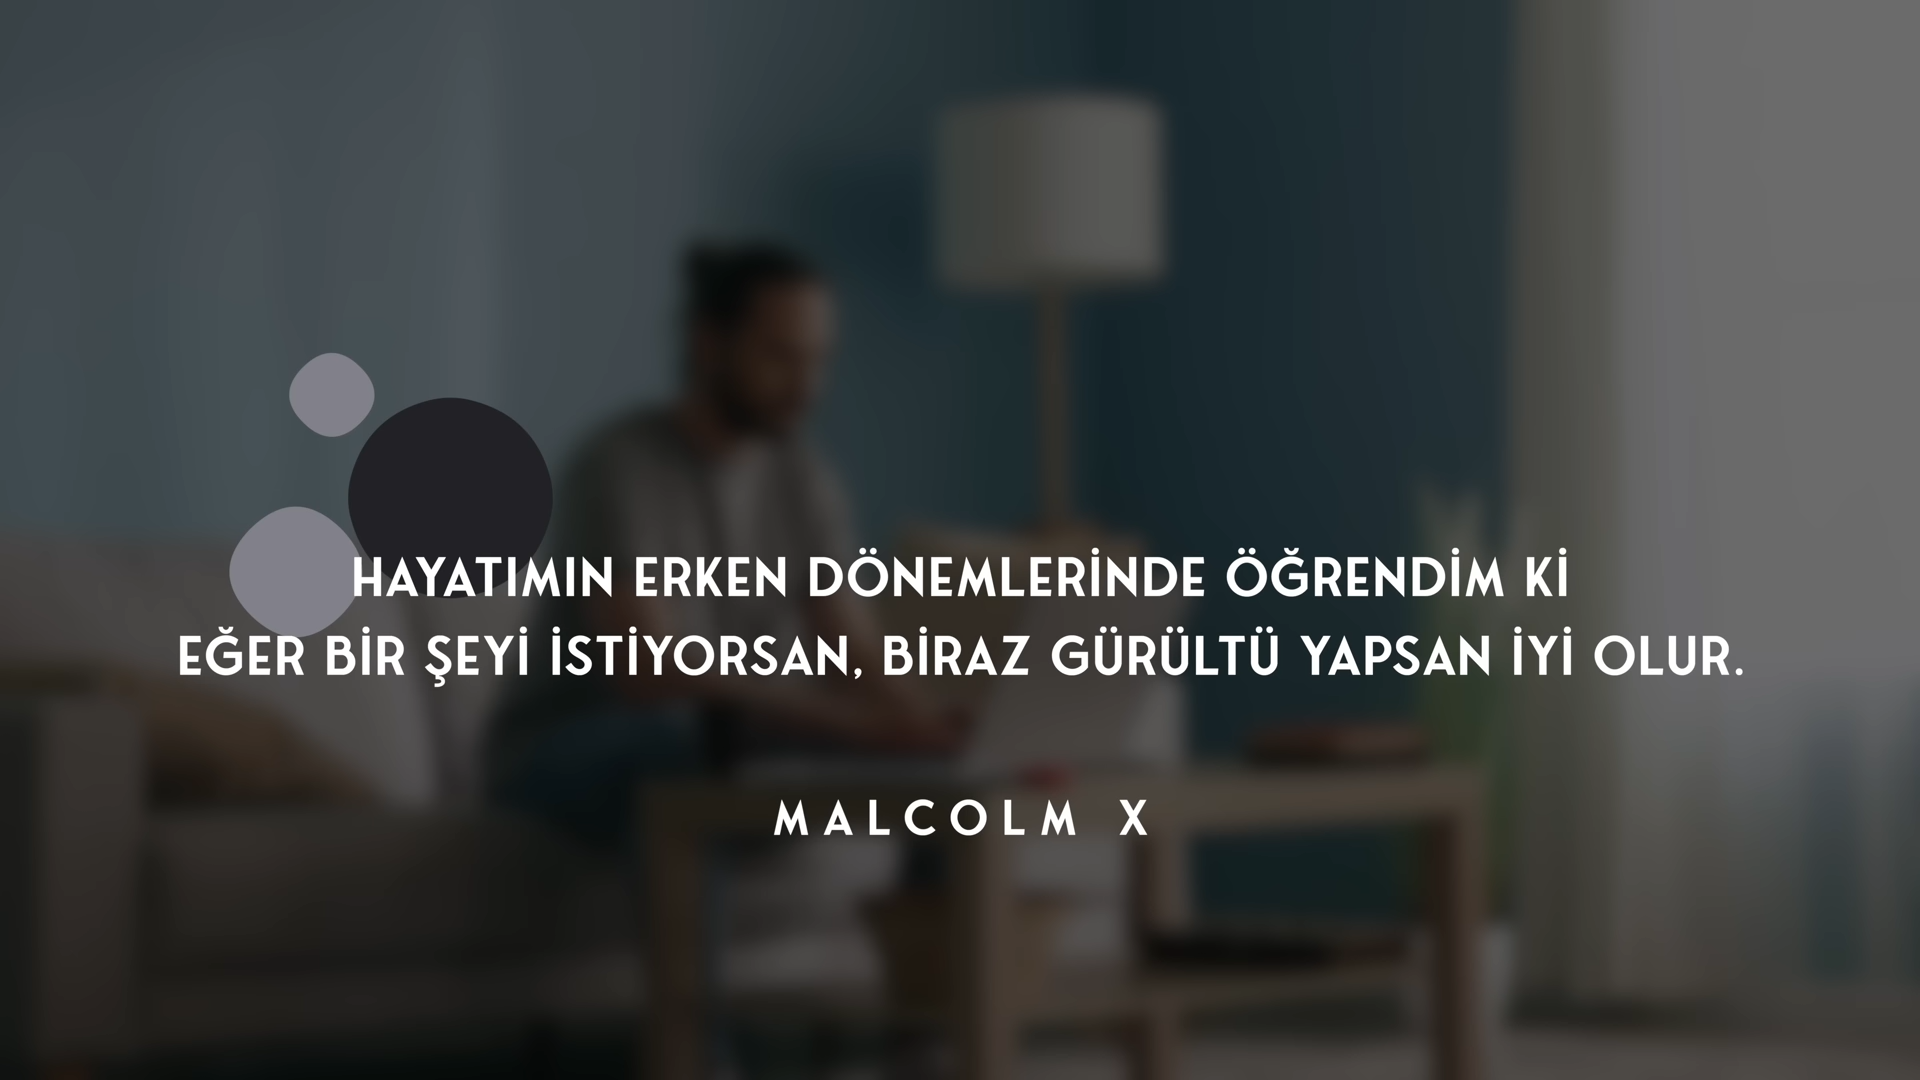 HAYATIMIN ERKEN DÖNEMLERİNDE ÖĞRENDİM Kİ
EĞER BİR ŞEYİ İSTİYORSAN, BİRAZ GÜRÜLTÜ YAPSAN İYİ OLUR.
MALCOLM X